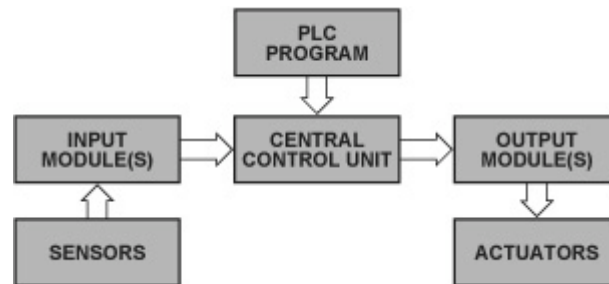 PLC
PROGRAM
INPUT
MODULE(S)
CENTRAL
CONTROL UNIT
OUTPUT
MODULE(S)
SENSORS
ACTUATORS